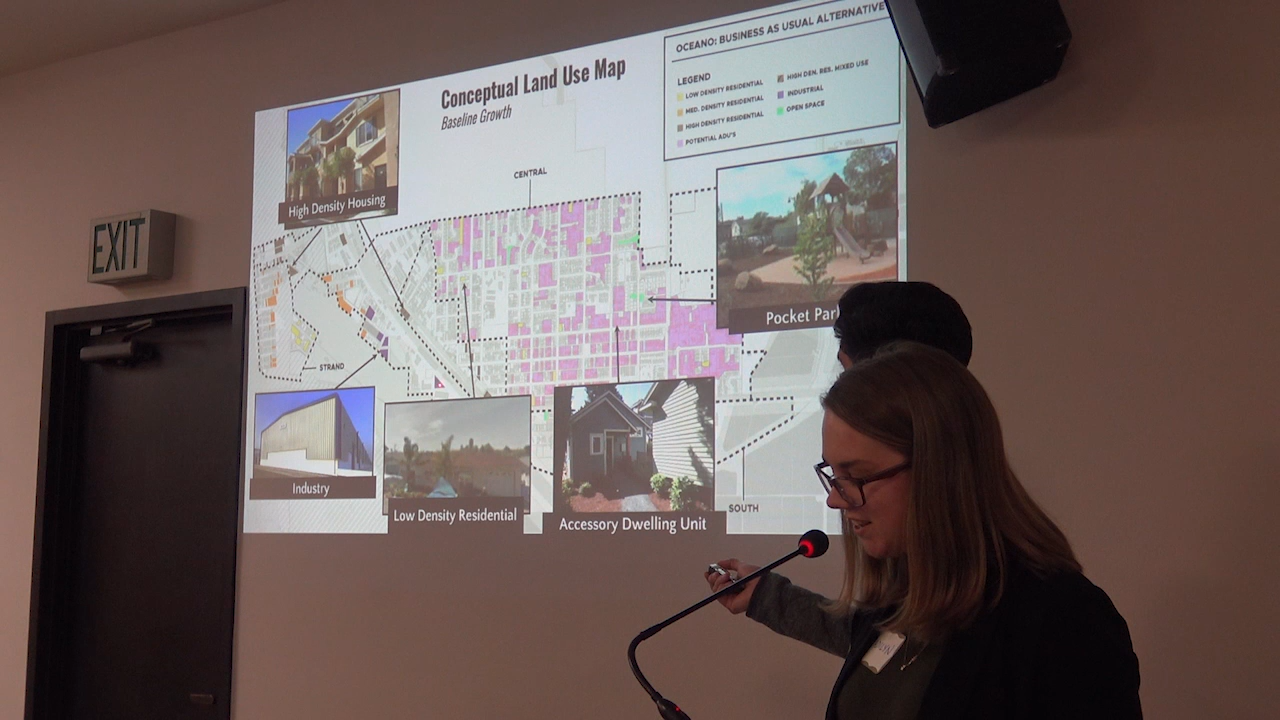 OCEANO: BUSINESS AS USUAL ALTERNATIVE
Conceptual Land Use Map
Baseline Growth
LEGEND
LOW DENSITY RESIDENTIAL
MED. DENSITY RESIDENTIAL
HIGH DENSITY RESIDENTIAL
POTENTIAL ADU'S
HIGH DEN. RES. MIXED USE
INDUSTRIAL
OPEN SPACE
CENTRAL
High Density Housing
EXIT
Pocket Par
STRAND
Industry
Low Density Residential
Accessory Dwelling Unit
SOUTH